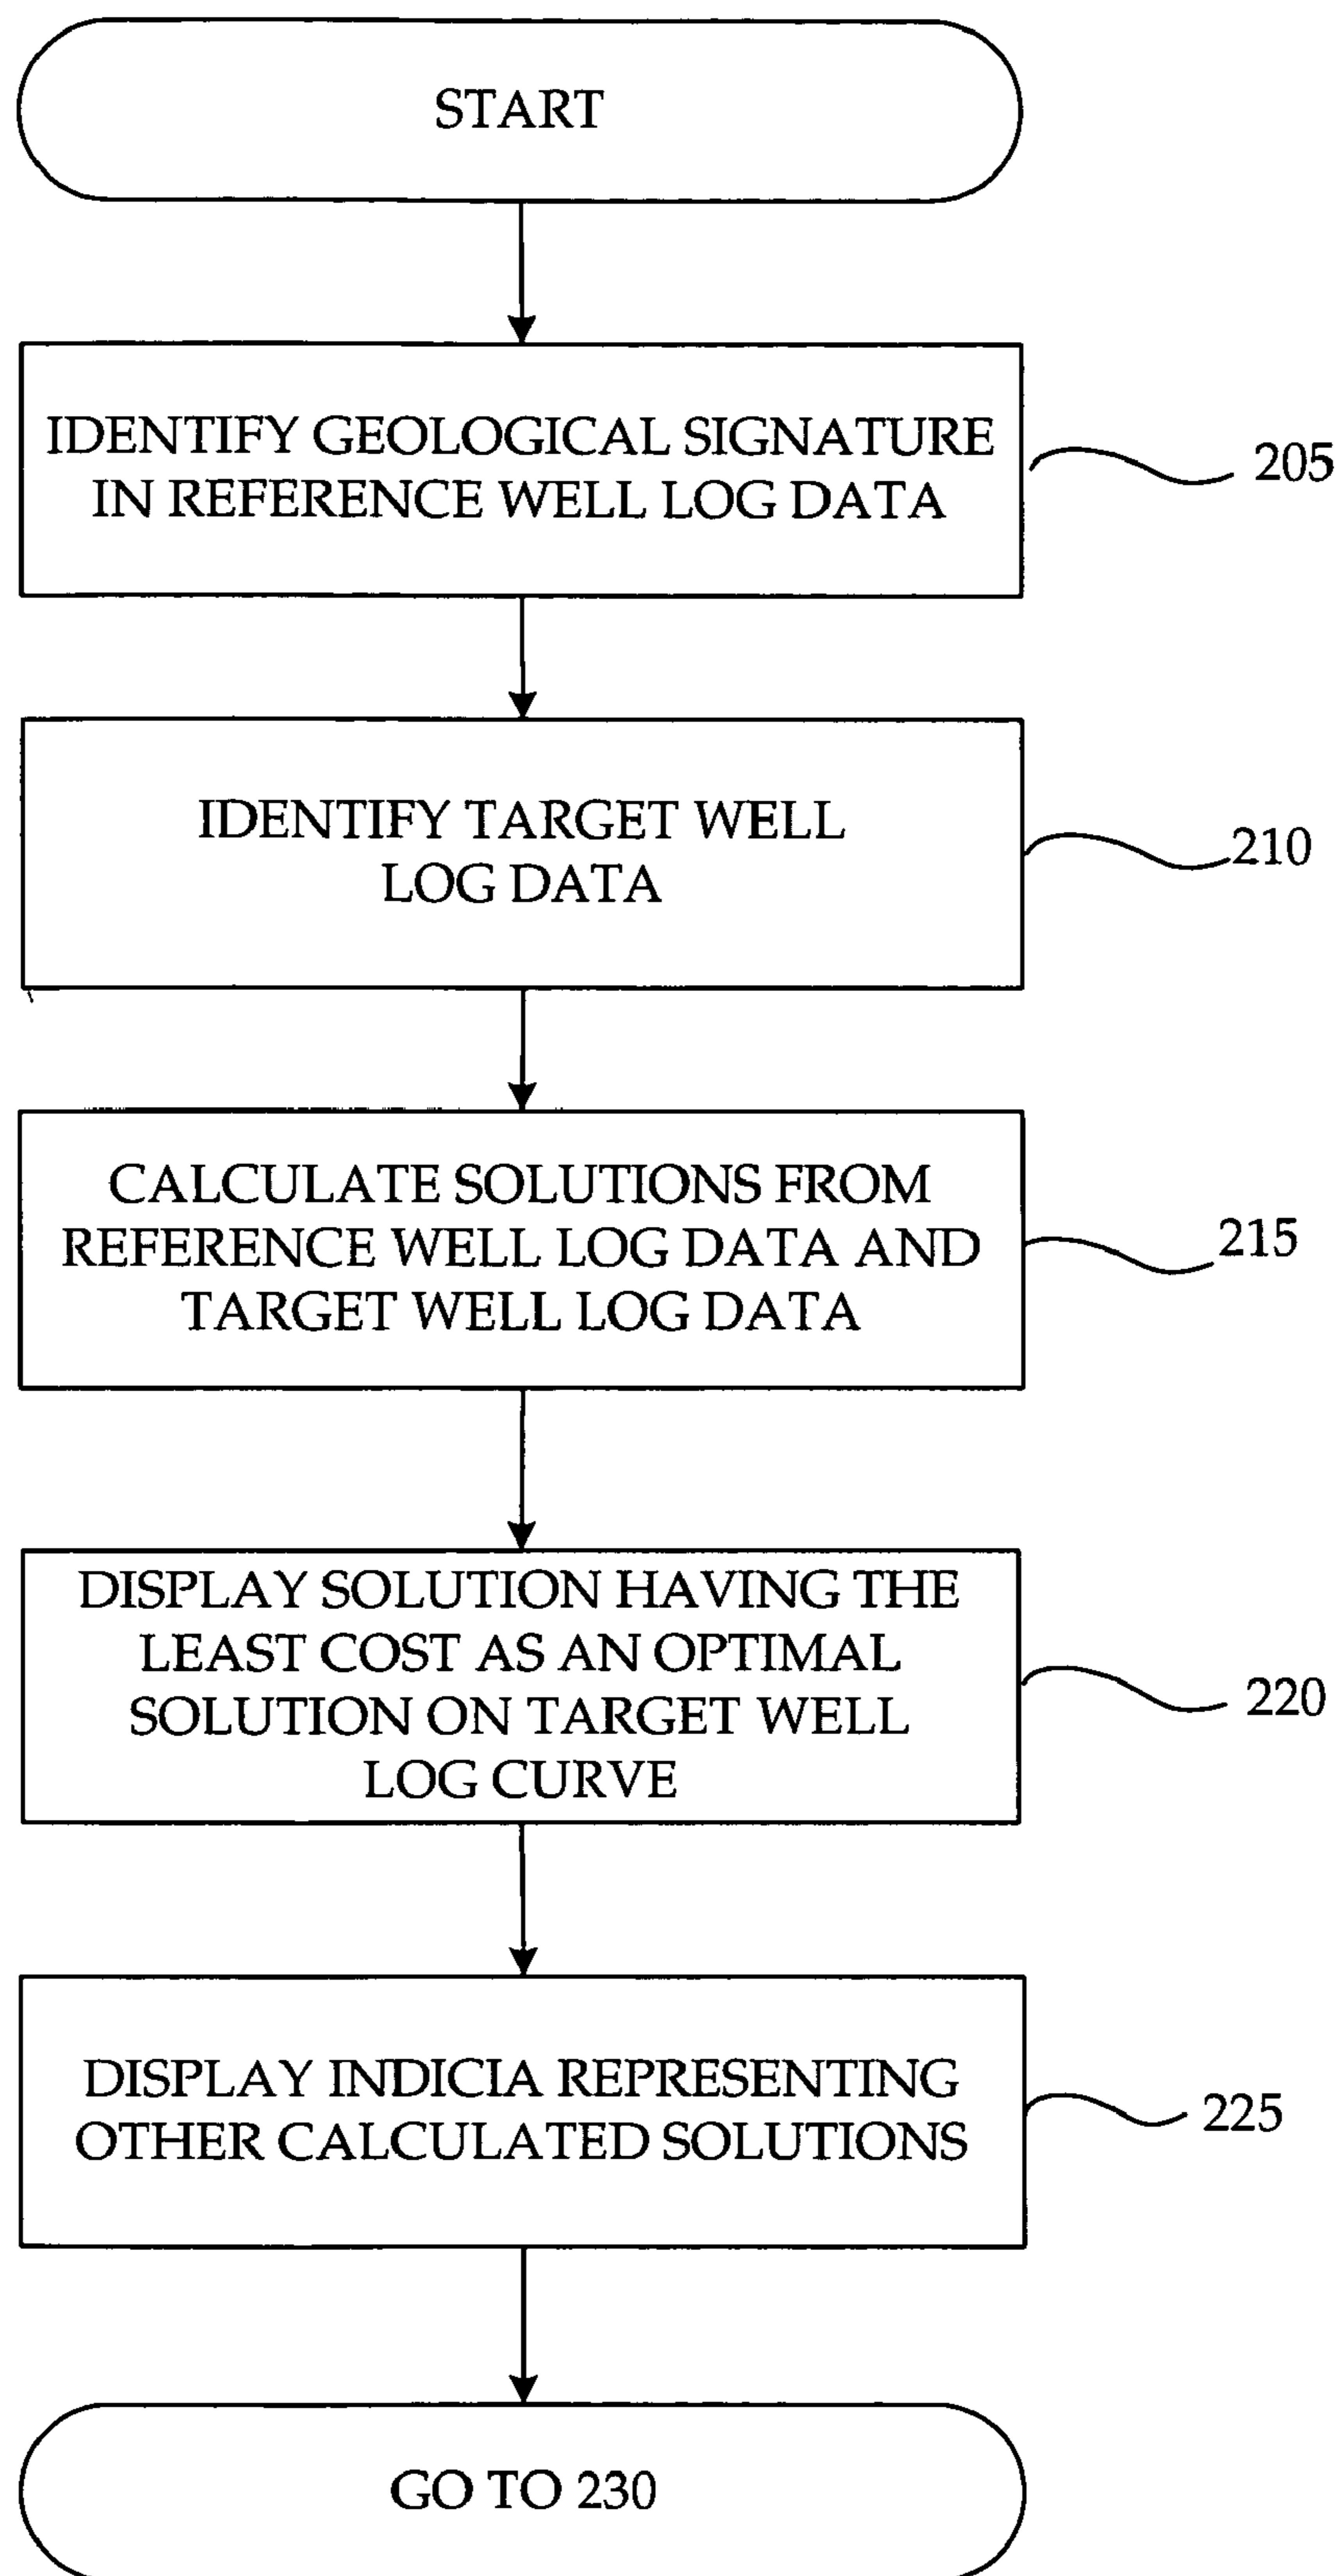 START
IDENTIFY GEOLOGICAL SIGNATURE
IN REFERENCE WELL LOG DATA
205
IDENTIFY TARGET WELL
LOG DATA
210
CALCULATE SOLUTIONS FROM
REFERENCE WELL LOG DATA AND
TARGET WELL LOG DATA
215
DISPLAY SOLUTION HAVING THE
LEAST COST AS AN OPTIMAL
SOLUTION ON TARGET WELL
LOG CURVE
220
DISPLAY INDICIA REPRESENTING
OTHER CALCULATED SOLUTIONS
225
GO TO 230